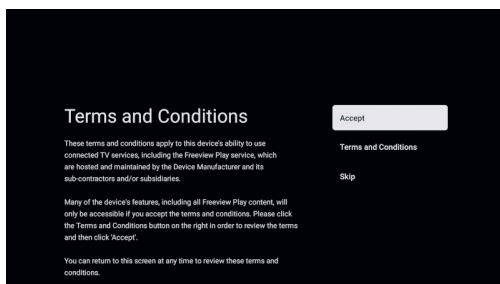 Terms and Conditions
These terms and conditions apply to this device's ability to use
connected TV services, including the Freeview Play service, which
are hosted and maintained by the Device Manufacturer and its
sub-contractors and/or subsidiaries.
Many of the device's features, including all Freeview Play content, will
only be accessible if you accept the terms and conditions. Please click
the Terms and Conditions button on the right in order to review the terms
and then click 'Accept'.
You can return to this screen at any time to review these terms and
conditions.
Accept
Terms and Conditions
Skip